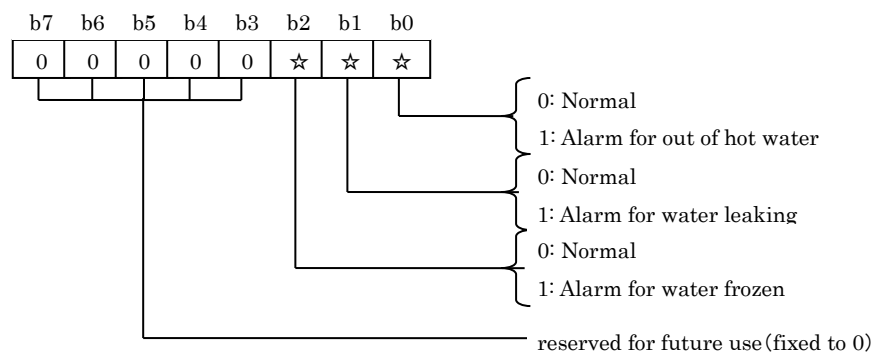 b7 b6 b5 b4 b3 b2 b1 b0
0 0 0 0 0 ☆ ☆ ☆
0: Normal
1: Alarm for out of hot water
0: Normal
1: Alarm for water leaking
0: Normal
1: Alarm for water frozen
reserved for future use(fixed to 0)